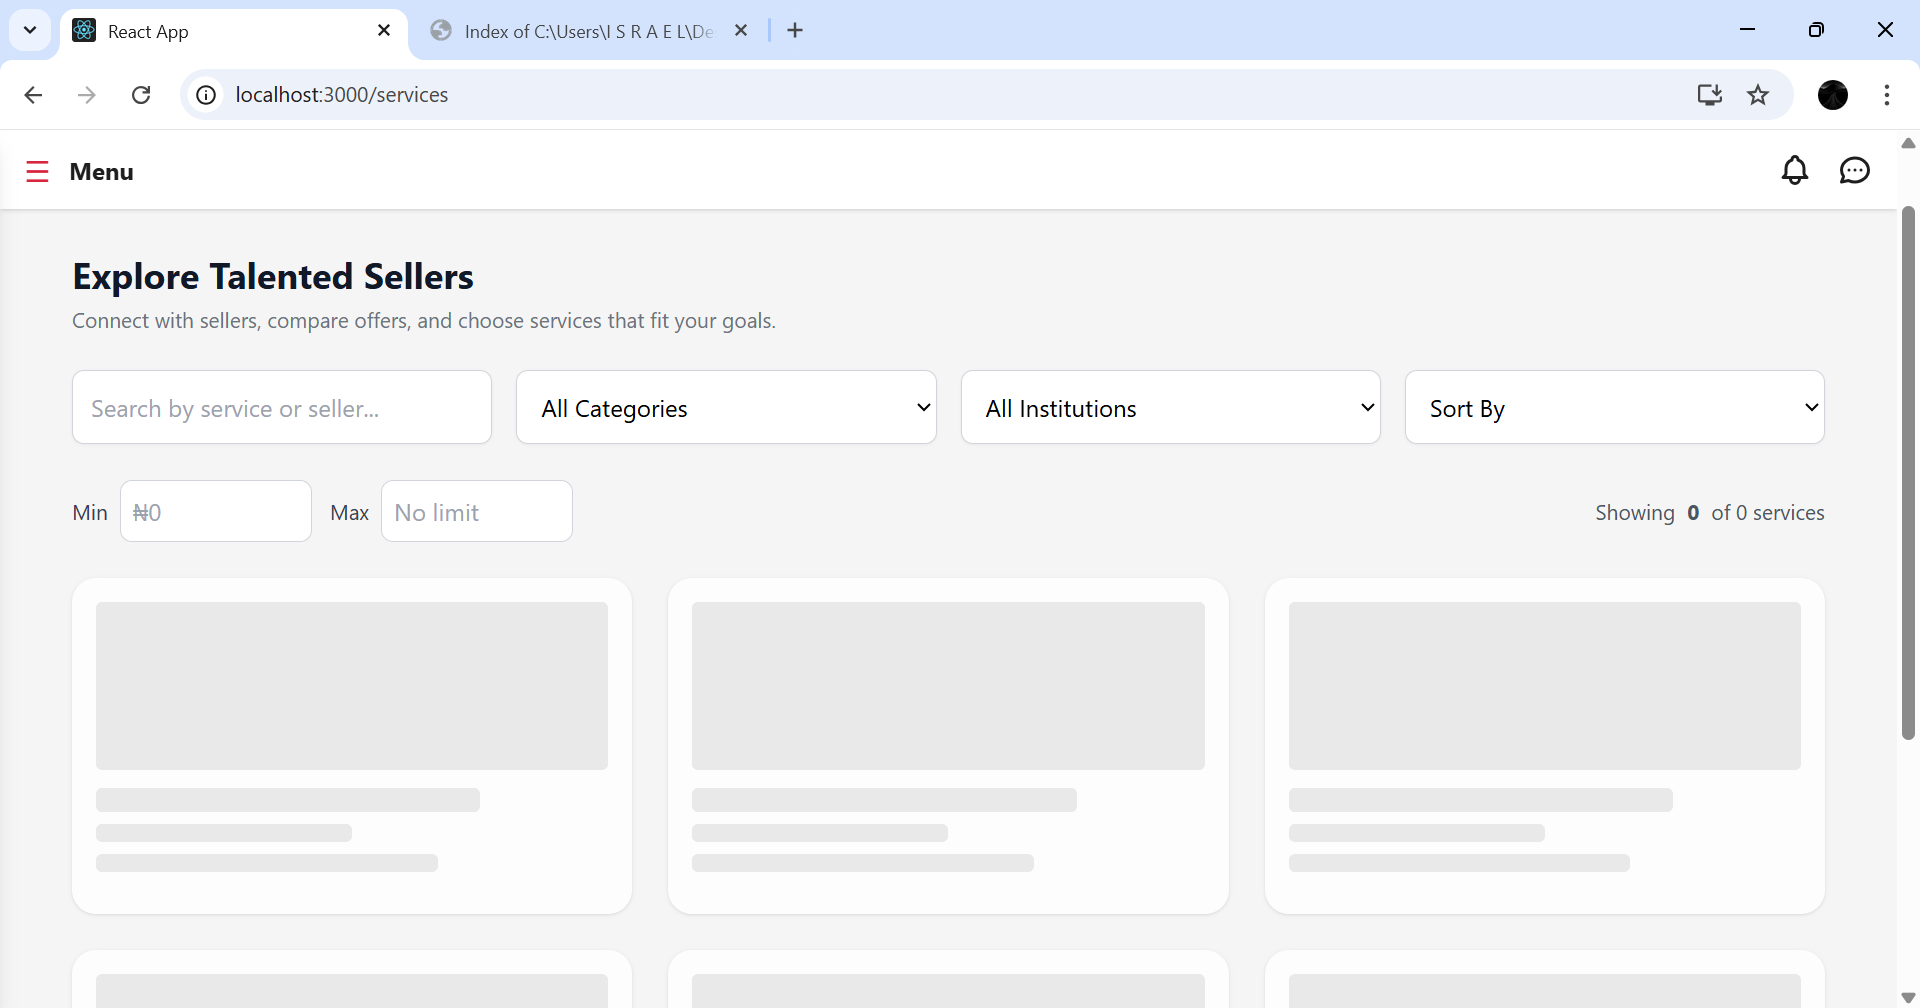 React App
Index of C:\Users\I S R A E L\De
localhost:3000/services
Menu
Explore Talented Sellers
Connect with sellers, compare offers, and choose services that fit your goals.
Search by service or seller...
All Categories
All Institutions
Sort By
Min
₦0
Max
No limit
Showing 0 of 0 services